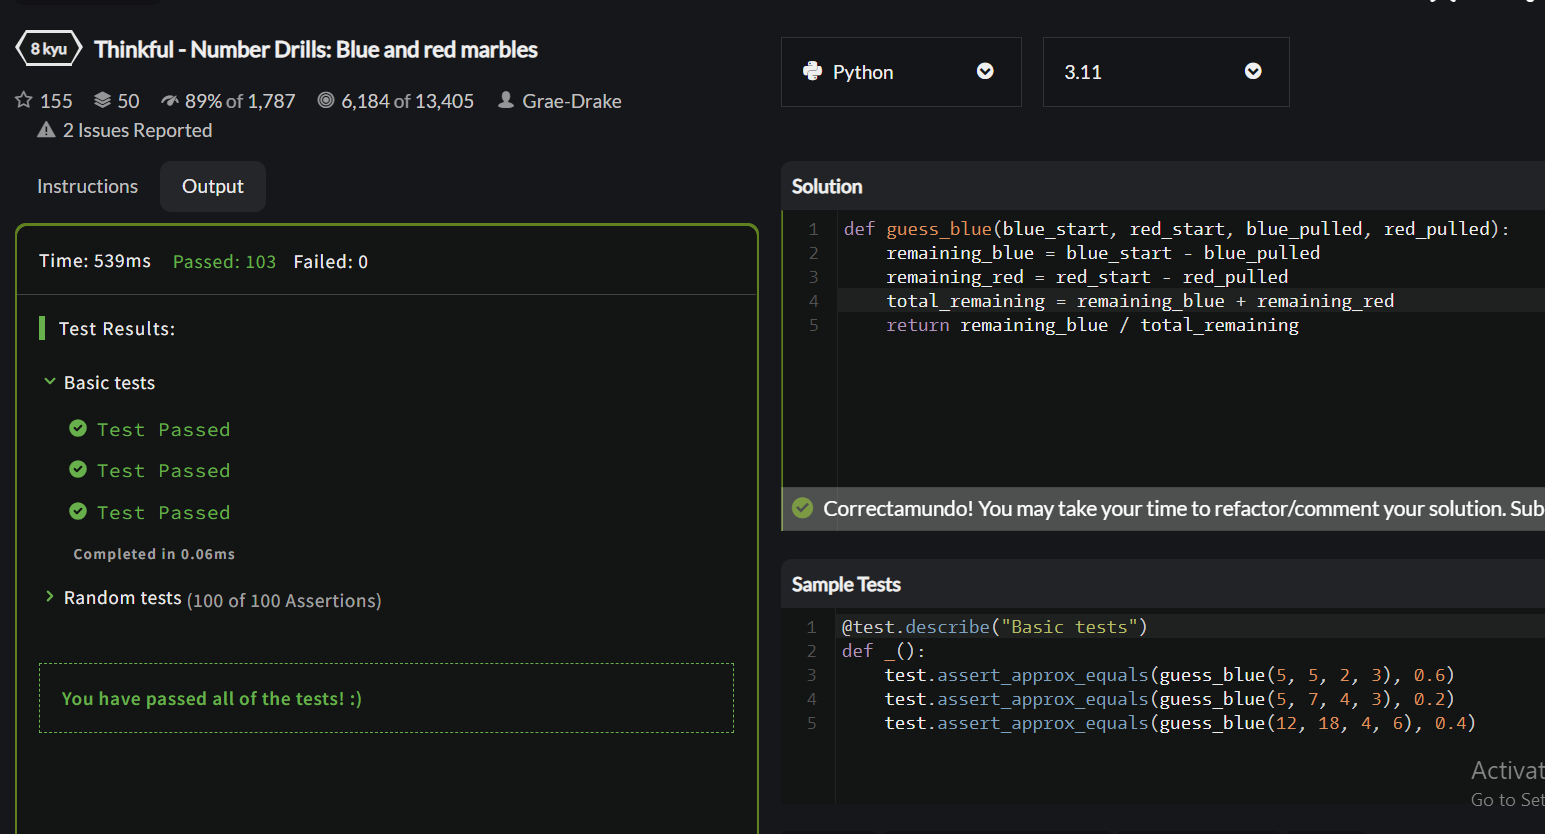 8 kyu Thinkful - Number Drills: Blue and red marbles
155 50 89% of 1,787 6,184 of 13,405 Grae-Drake
2 Issues Reported
Python
3.11
Instructions Output
Time: 539ms Passed: 103 Failed: 0
Test Results:
Basic tests
Test Passed
Test Passed
Test Passed
Completed in 0.06ms
Random tests (100 of 100 Assertions)
You have passed all of the tests! :)
Solution
1 def guess_blue(blue_start, red_start, blue_pulled, red_pulled):
2 remaining_blue = blue_start - blue_pulled
3 remaining_red = red_start - red_pulled
4 total_remaining = remaining_blue + remaining_red
5 return remaining_blue / total_remaining
Correctamundo! You may take your time to refactor/comment your solution. Sub
Sample Tests
1 @test.describe("Basic tests")
2 def _():
3 test.assert_approx_equals(guess_blue(5, 5, 2, 3), 0.6)
4 test.assert_approx_equals(guess_blue(5, 7, 4, 3), 0.2)
5 test.assert_approx_equals(guess_blue(12, 18, 4, 6), 0.4)
Activat
Go to Set